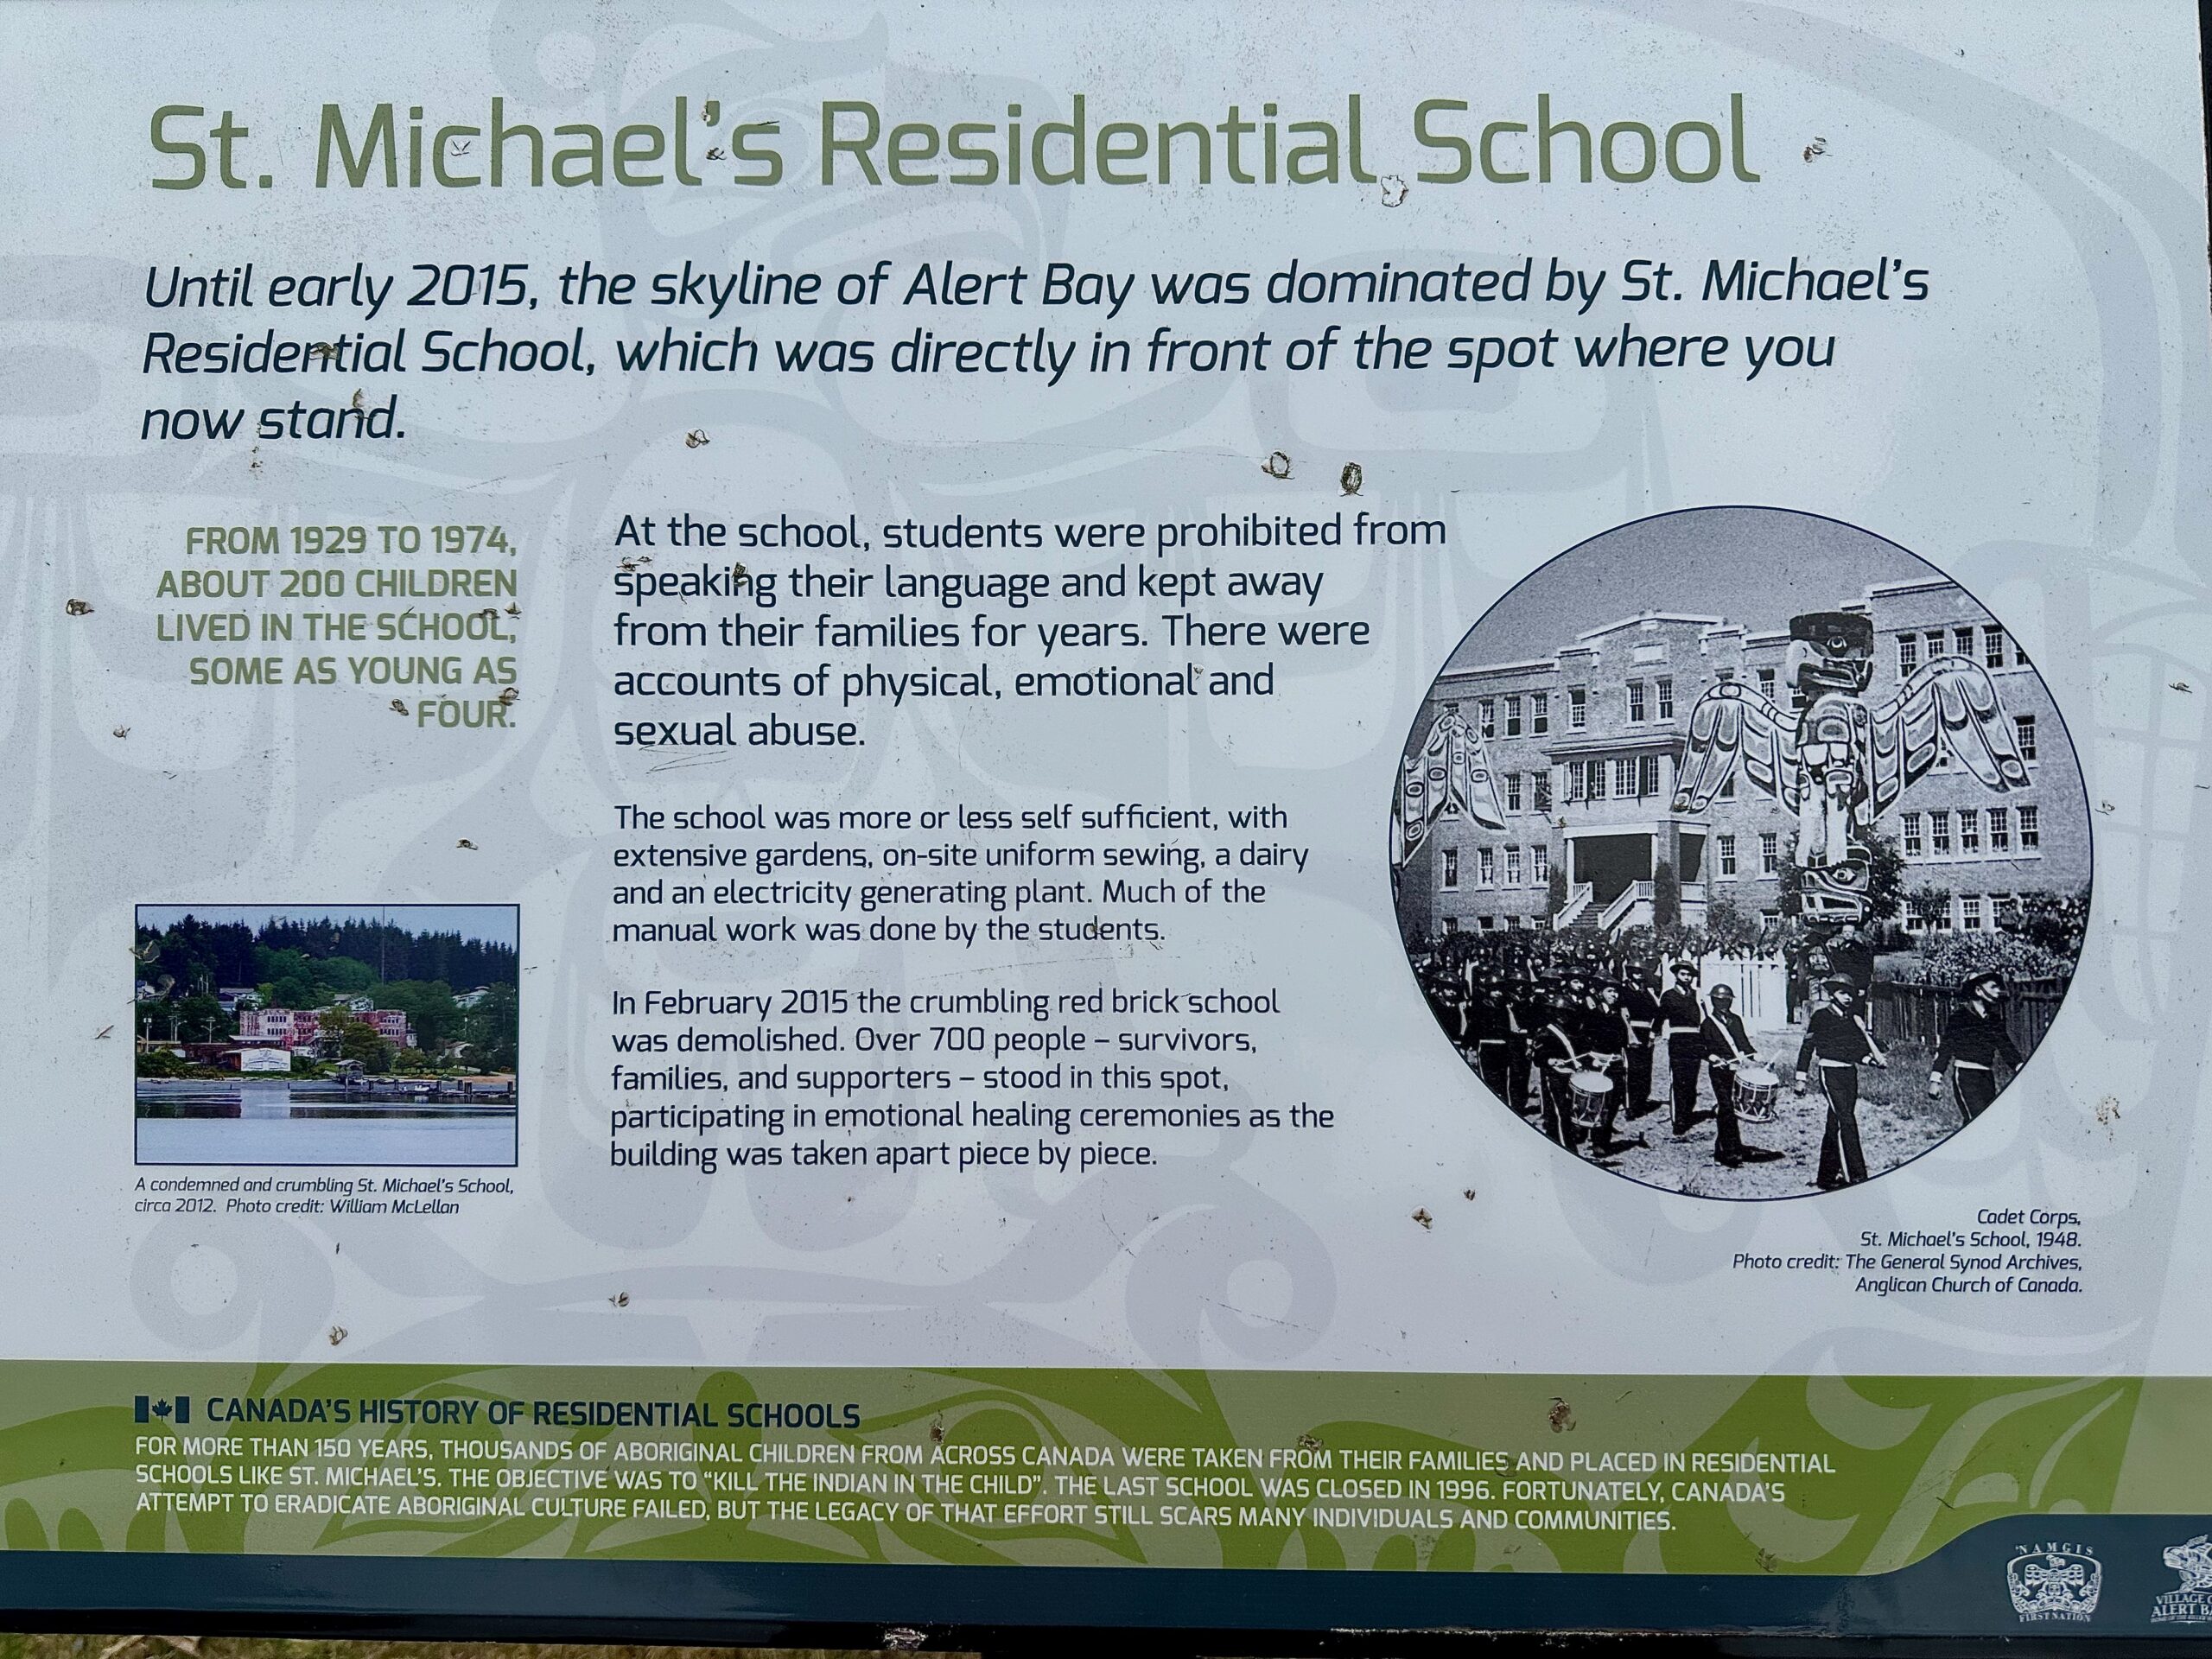 St. Michael's Residential School
Until early 2015, the skyline of Alert Bay was dominated by St. Michael's
Residential School, which was directly in front of the spot where you
now stand.
FROM 1929 TO 1974,
ABOUT 200 CHILDREN
LIVED IN THE SCHOOL,
SOME AS YOUNG AS
FOUR.
At the school, students were prohibited from
speaking their language and kept away
from their families for years. There were
accounts of physical, emotional and
sexual abuse.
The school was more or less self sufficient, with
extensive gardens, on-site uniform sewing, a dairy
and an electricity generating plant. Much of the
manual work was done by the students.
In February 2015 the crumbling red brick school
was demolished. Over 700 people – survivors,
families, and supporters – stood in this spot,
participating in emotional healing ceremonies as the
building was taken apart piece by piece.
A condemned and crumbling St. Michael's School,
circa 2012. Photo credit: William McLellan
Cadet Corps,
St. Michael's School, 1948.
Photo credit: The General Synod Archives,
Anglican Church of Canada.
CANADA'S HISTORY OF RESIDENTIAL SCHOOLS
FOR MORE THAN 150 YEARS, THOUSANDS OF ABORIGINAL CHILDREN FROM ACROSS CANADA WERE TAKEN FROM THEIR FAMILIES AND PLACED IN RESIDENTIAL
SCHOOLS LIKE ST. MICHAEL'S. THE OBJECTIVE WAS TO "KILL THE INDIAN IN THE CHILD". THE LAST SCHOOL WAS CLOSED IN 1996. FORTUNATELY, CANADA'S
ATTEMPT TO ERADICATE ABORIGINAL CULTURE FAILED, BUT THE LEGACY OF THAT EFFORT STILL SCARS MANY INDIVIDUALS AND COMMUNITIES.
'NAMGIS
FIRST NATION
VILLAGE
ALERT